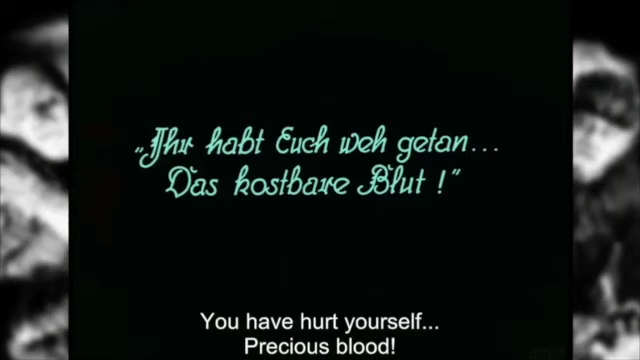 „Ihr habt Euch weh getan...
Das kostbare Blut !“
You have hurt yourself...
Precious blood!